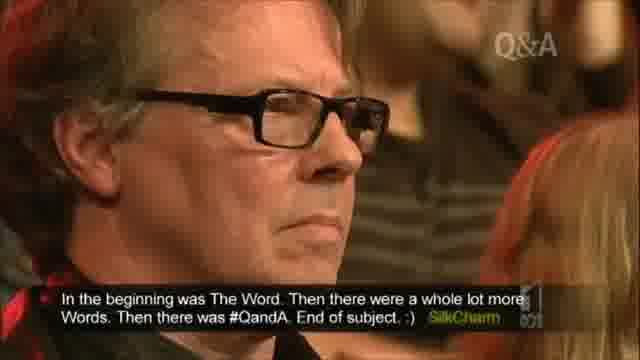 Q&A
In the beginning was The Word. Then there were a whole lot more
Words. Then there was #QandA. End of subject. :) SilkCharm